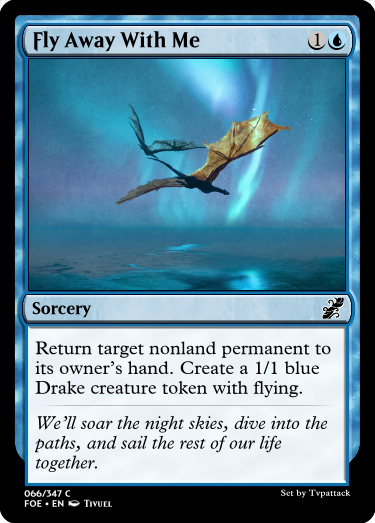 Fly Away With Me
1
Sorcery
Return target nonland permanent to
its owner's hand. Create a 1/1 blue
Drake creature token with flying.
We'll soar the night skies, dive into the
paths, and sail the rest of our life
together.
066/347 C
Set by Tvpattack
FOE • EN Tivuel